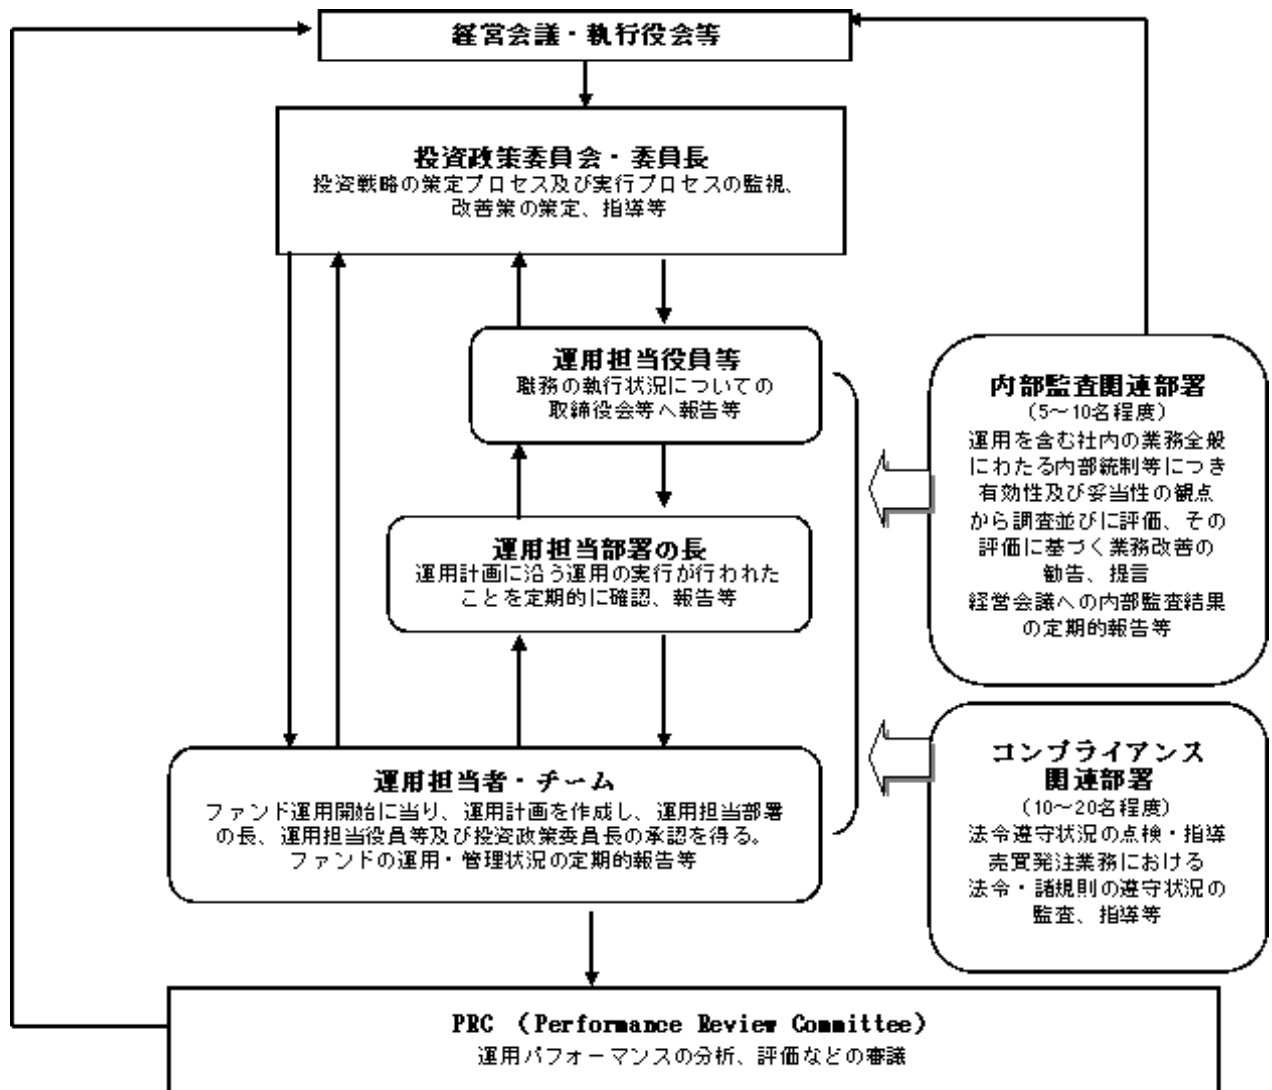 経営会議・執行役会等
投資政策委員会・委員長
投資戦略の策定プロセス及び実行プロセスの監視、
改善策の策定、指導等
運用担当役員等
職務の執行状況についての
取締役会等へ報告等
運用担当部署の長
運用計画に沿う運用の実行が行われた
ことを定期的に確認、報告等
運用担当者・チーム
ファンド運用開始に当り、運用計画を作成し、運用担当部署
の長、運用担当役員等及び投資政策委員長の承認を得る。
ファンドの運用・管理状況の定期的報告等
内部監査関連部署
(5～10名程度)
運用を含む社内の業務全般
にわたる内部統制等につき
有効性及び妥当性の観点
から調査並びに評価、その
評価に基づく業務改善の
勧告、提言
経営会議への内部監査結果
の定期的報告等
コンプライアンス
関連部署
(10～20名程度)
法令遵守状況の点検・指導
売買発注業務における
法令・諸規則の遵守状況の
監査、指導等
PRC （Performance Review Committee）
運用パフォーマンスの分析、評価などの審議